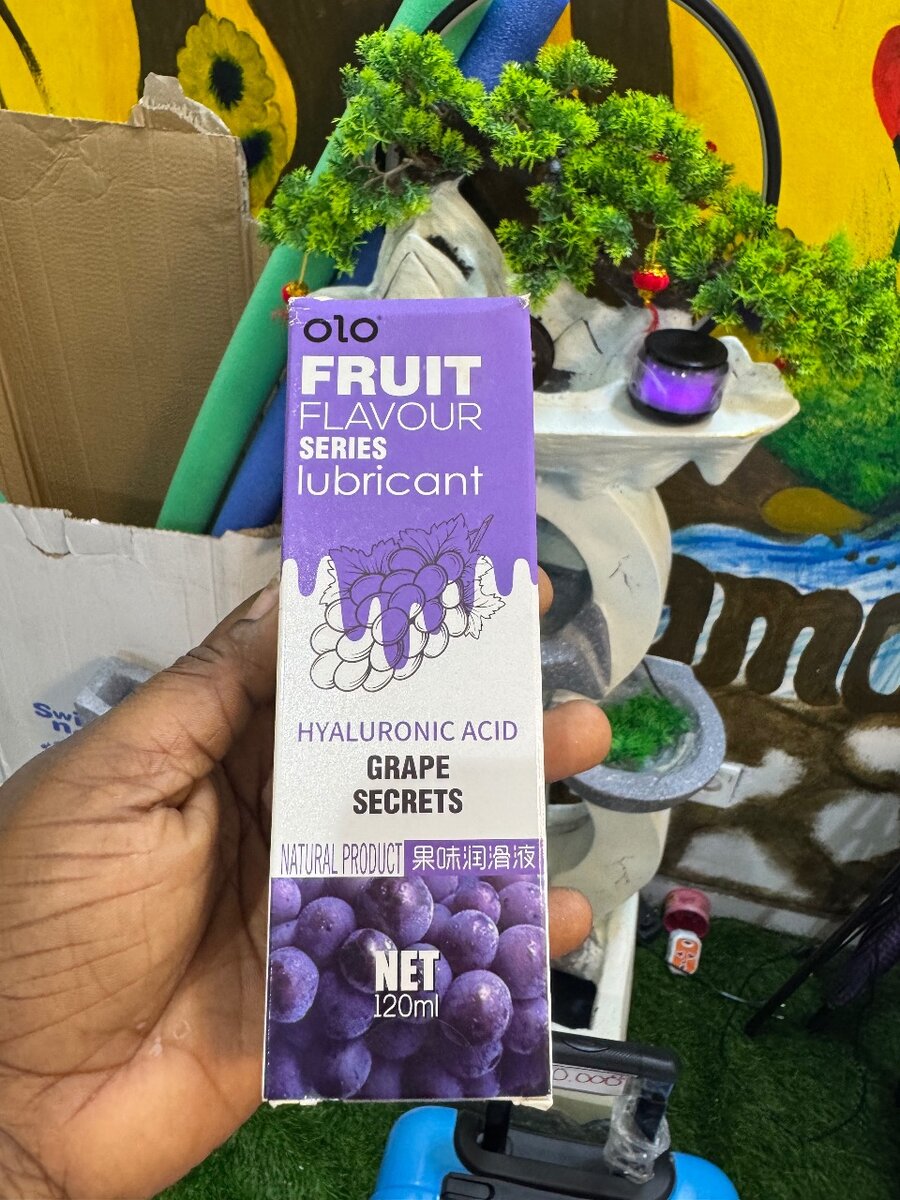 OLO
FRUIT
FLAVOUR
SERIES
lubricant
HYALURONIC ACID
GRAPE
SECRETS
NATURAL PRODUCT 果味润滑液
NET
120ml